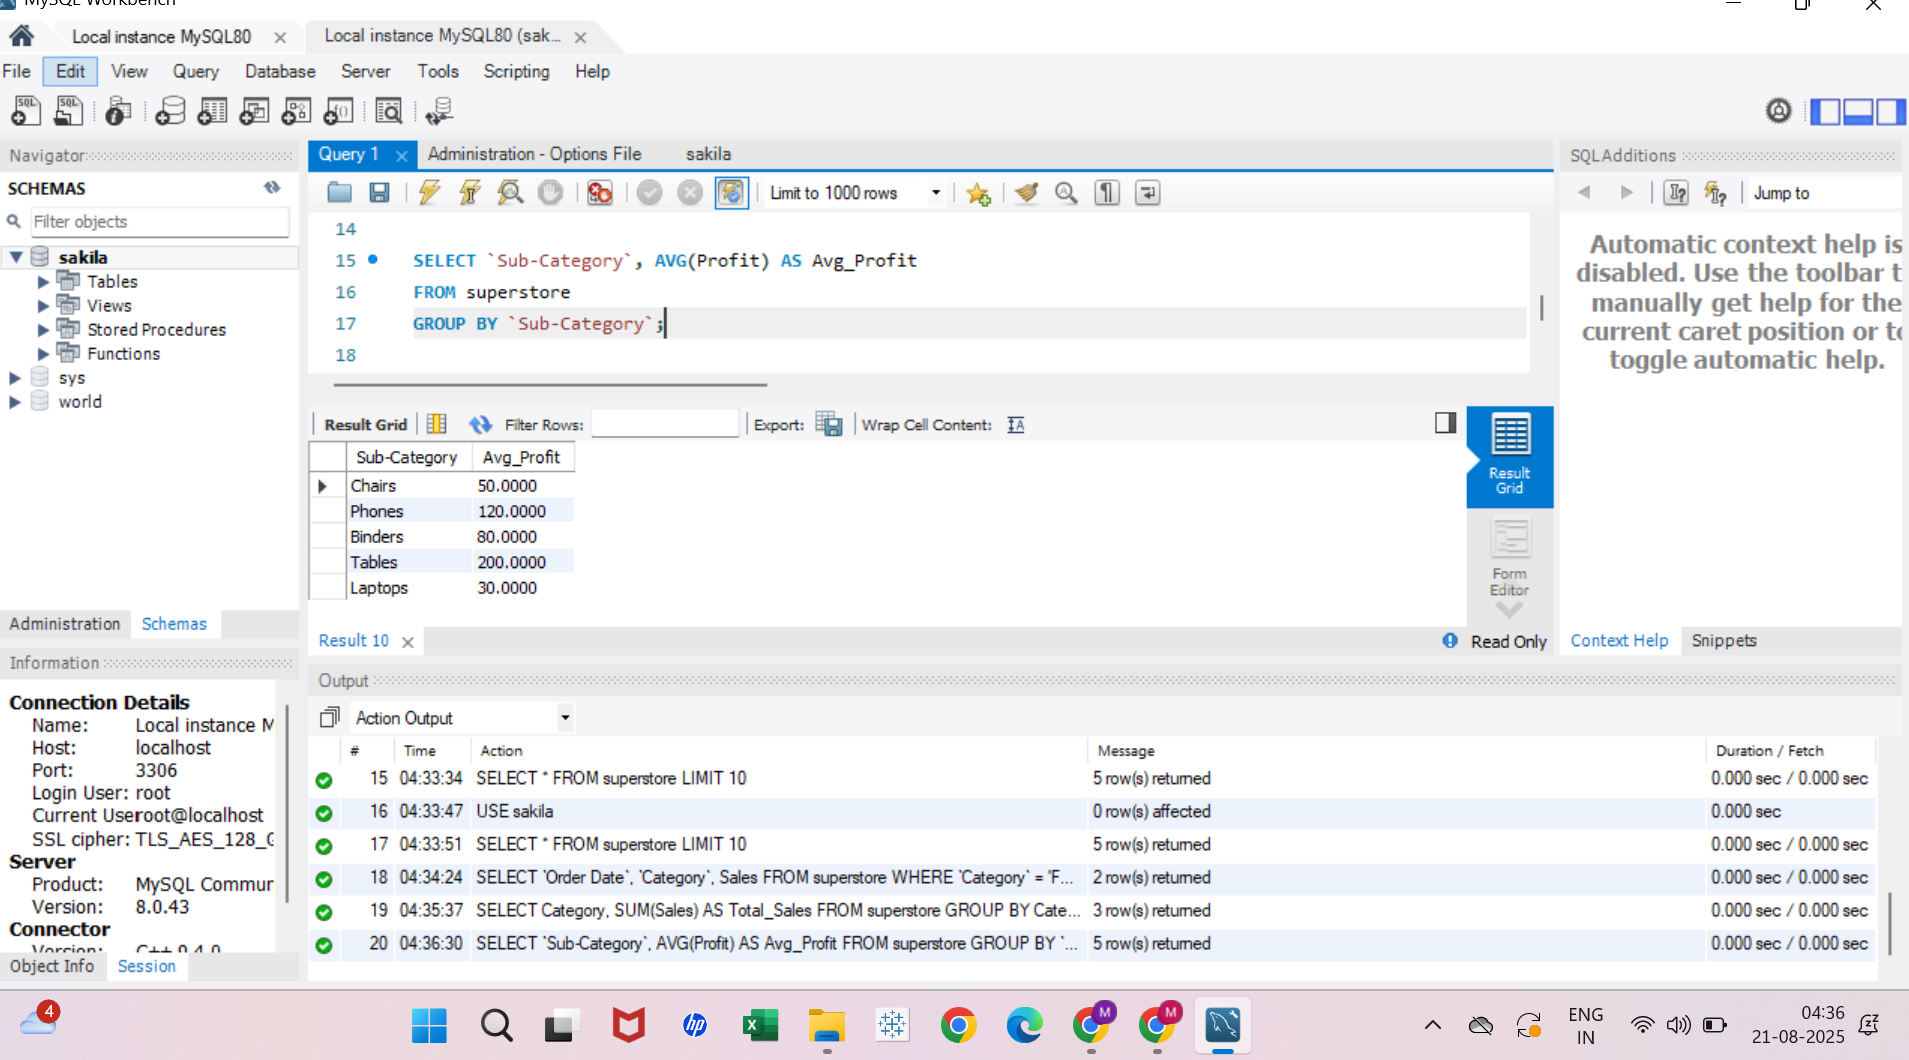 MySQL Workbench
Local instance MySQL80
Local instance MySQL80 (sak...
File Edit View Query Database Server Tools Scripting Help
Navigator
SCHEMAS
Filter objects
sakila
Tables
Views
Stored Procedures
Functions
sys
world
Administration Schemas
Information
Connection Details
Name: Local instance M
Host: localhost
Port: 3306
Login User: root
Current Useroot@localhost
SSL cipher: TLS_AES_128_G
Server
Product: MySQL Commur
Version: 8.0.43
Connector
Version: C++ 9.4.0
Object Info Session
Query 1 Administration - Options File sakila
Limit to 1000 rows
14
15 SELECT `Sub-Category`, AVG(Profit) AS Avg_Profit
16 FROM superstore
17 GROUP BY `Sub-Category`;
18
Result Grid Filter Rows: Export: Wrap Cell Content:
Sub-Category Avg_Profit
Chairs 50.0000
Phones 120.0000
Binders 80.0000
Tables 200.0000
Laptops 30.0000
Result Grid
Form Editor
Result 10
Read Only
SQLAdditions
Jump to
Automatic context help is
disabled. Use the toolbar t
manually get help for the
current caret position or to
toggle automatic help.
Context Help Snippets
Output
Action Output
# Time Action Message Duration / Fetch
15 04:33:34 SELECT * FROM superstore LIMIT 10 5 row(s) returned 0.000 sec / 0.000 sec
16 04:33:47 USE sakila 0 row(s) affected 0.000 sec
17 04:33:51 SELECT * FROM superstore LIMIT 10 5 row(s) returned 0.000 sec / 0.000 sec
18 04:34:24 SELECT `Order Date`, `Category`, Sales FROM superstore WHERE `Category` = 'F... 2 row(s) returned 0.000 sec / 0.000 sec
19 04:35:37 SELECT Category, SUM(Sales) AS Total_Sales FROM superstore GROUP BY Cate... 3 row(s) returned 0.000 sec / 0.000 sec
20 04:36:30 SELECT `Sub-Category`, AVG(Profit) AS Avg_Profit FROM superstore GROUP BY `... 5 row(s) returned 0.000 sec / 0.000 sec
4
hp
M
M
ENG
IN
04:36
21-08-2025